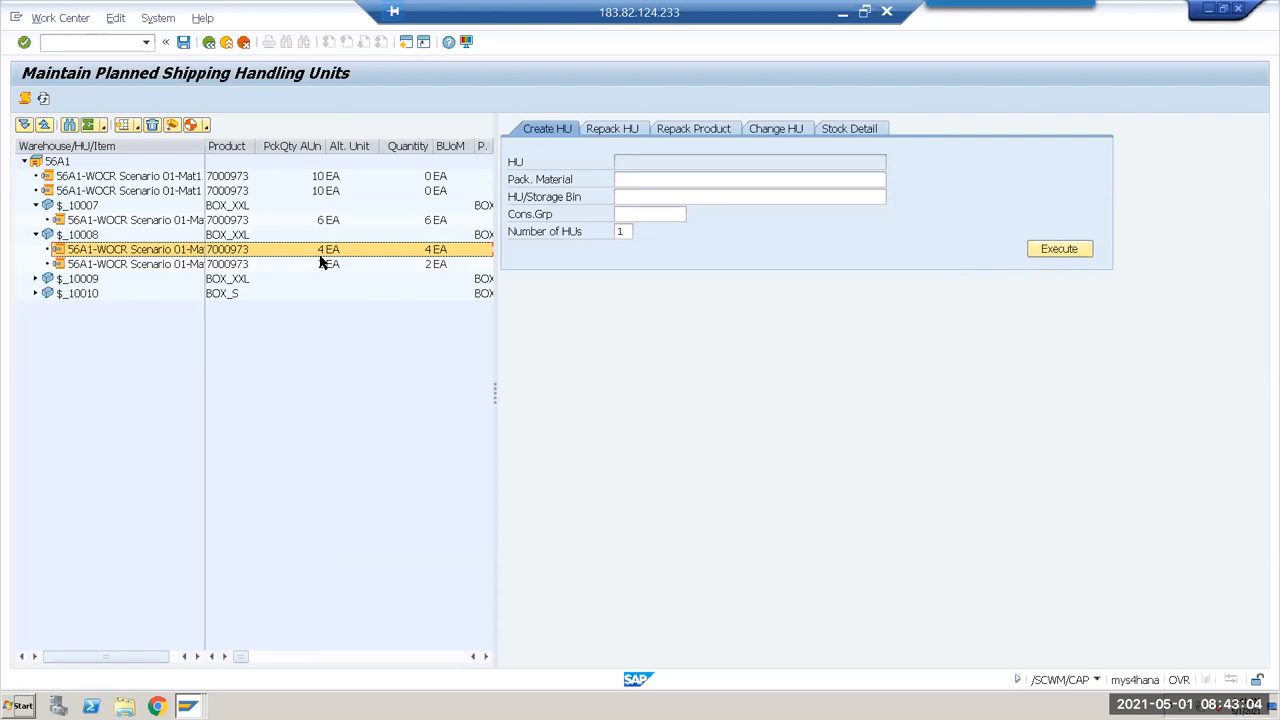 183.82.124.233
Work Center Edit System Help
Maintain Planned Shipping Handling Units
Warehouse/HU/Item Product PckQty AUn Alt. Unit Quantity BUoM P.
56A1
56A1-WOCR Scenario 01-Mat1 7000973 10 EA 0 EA
56A1-WOCR Scenario 01-Mat1 7000973 10 EA 0 EA
$_10007 BOX_XXL BOX
56A1-WOCR Scenario 01-Ma 7000973 6 EA 6 EA
$_10008 BOX_XXL BOX
56A1-WOCR Scenario 01-Ma 7000973 4 EA 4 EA
56A1-WOCR Scenario 01-Ma 7000973 EA 2 EA
$_10009 BOX_XXL BOX
$_10010 BOX_S BOX
Create HU Repack HU Repack Product Change HU Stock Detail
HU
Pack. Material
HU/Storage Bin
Cons.Grp
Number of HUs 1
Execute
SAP
/SCWM/CAP mys4hana OVR
Start
2021-05-01 08:43:04